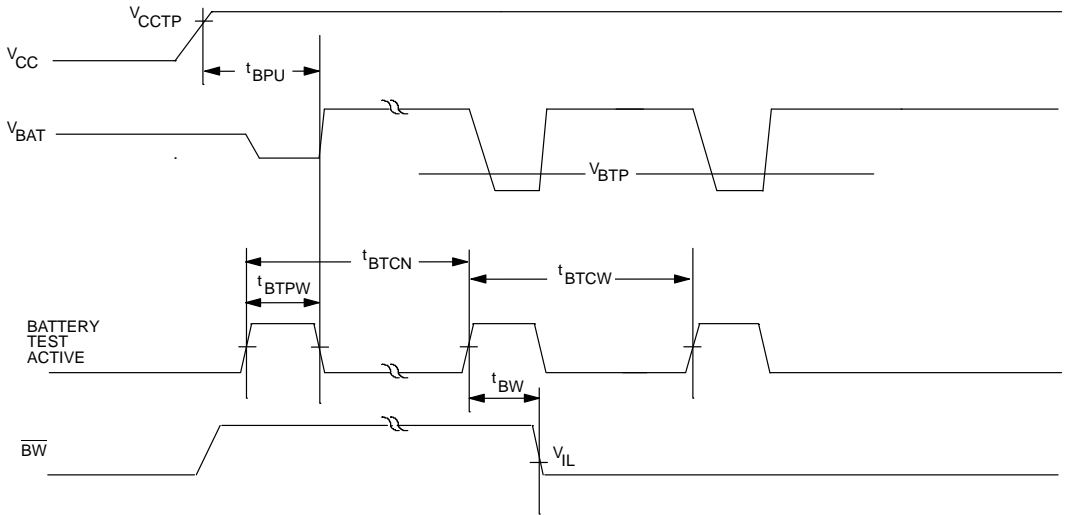 VCCTP
VCC
tBPU
VBAT
VBTP
tBTCN
tBTCW
tBTPW
BATTERY
TEST
ACTIVE
tBW
BW
VIL